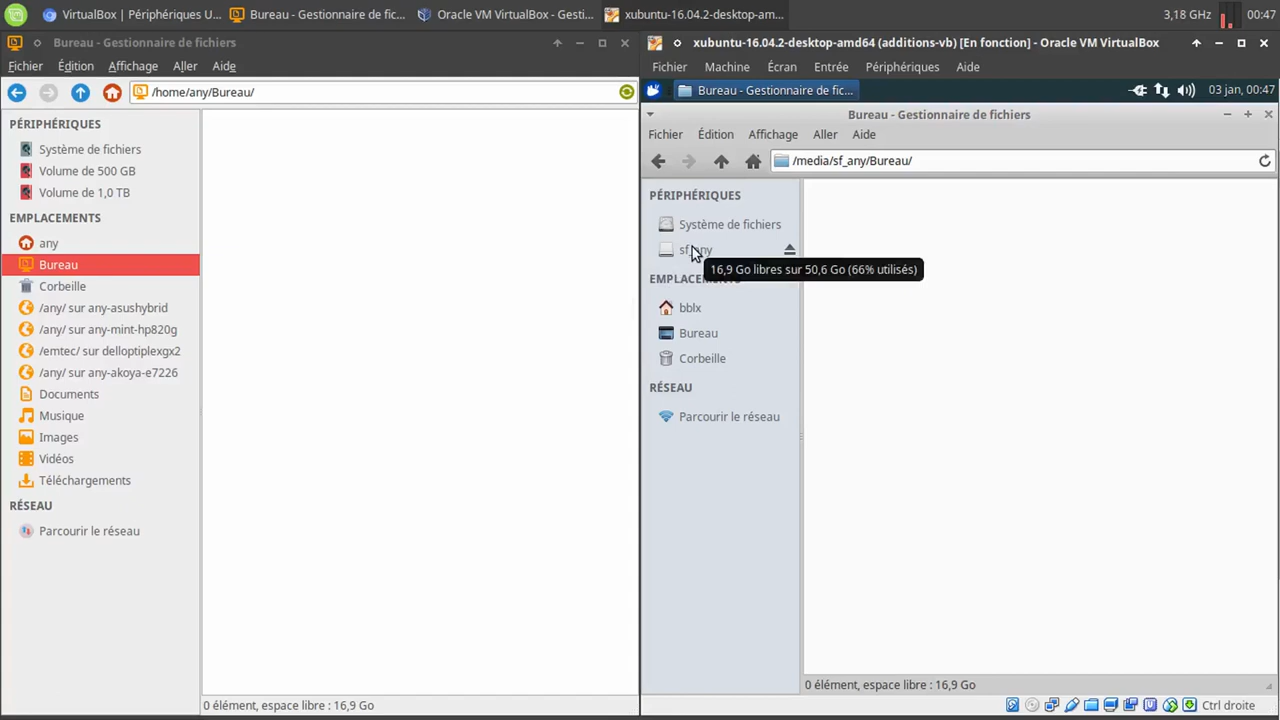 VirtualBox | Périphériques U...
Bureau - Gestionnaire de fic...
Oracle VM VirtualBox - Gesti...
xubuntu-16.04.2-desktop-am...
3,18 GHz
00:47
Bureau - Gestionnaire de fichiers
Fichier Édition Affichage Aller Aide
/home/any/Bureau/
PÉRIPHÉRIQUES
Système de fichiers
Volume de 500 GB
Volume de 1,0 TB
EMPLACEMENTS
any
Bureau
Corbeille
/any/ sur any-asushybrid
/any/ sur any-mint-hp820g
/emtec/ sur delloptiplexgx2
/any/ sur any-akoya-e7226
Documents
Musique
Images
Vidéos
Téléchargements
RÉSEAU
Parcourir le réseau
0 élément, espace libre : 16,9 Go
xubuntu-16.04.2-desktop-amd64 (additions-vb) [En fonction] - Oracle VM VirtualBox
Fichier Machine Écran Entrée Périphériques Aide
Bureau - Gestionnaire de fic...
03 jan, 00:47
Bureau - Gestionnaire de fichiers
Fichier Édition Affichage Aller Aide
/media/sf_any/Bureau/
PÉRIPHÉRIQUES
Système de fichiers
sf_any
16,9 Go libres sur 50,6 Go (66% utilisés)
EMPLACEMENTS
bblx
Bureau
Corbeille
RÉSEAU
Parcourir le réseau
0 élément, espace libre : 16,9 Go
Ctrl droite